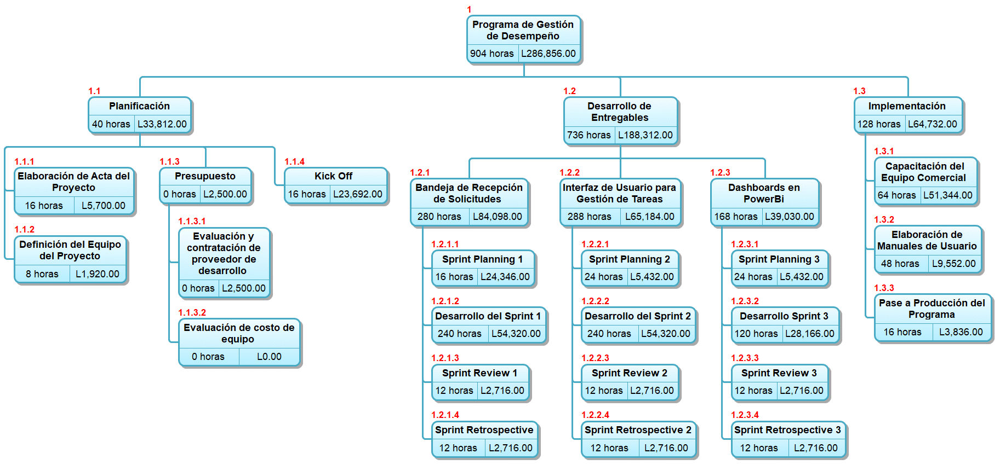 1
Programa de Gestión
de Desempeño
904 horas L286,856.00
1.1
Planificación
40 horas L33,812.00
1.1.1
Elaboración de Acta del
Proyecto
16 horas L5,700.00
1.1.2
Definición del Equipo
del Proyecto
8 horas L1,920.00
1.1.3
Presupuesto
0 horas L2,500.00
1.1.3.1
Evaluación y
contratación de
proveedor de
desarrollo
0 horas L2,500.00
1.1.3.2
Evaluación de costo de
equipo
0 horas L0.00
1.1.4
Kick Off
16 horas L23,692.00
1.2
Desarrollo de
Entregables
736 horas L188,312.00
1.2.1
Bandeja de Recepción
de Solicitudes
280 horas L84,098.00
1.2.1.1
Sprint Planning 1
16 horas L24,346.00
1.2.1.2
Desarrollo del Sprint 1
240 horas L54,320.00
1.2.1.3
Sprint Review 1
12 horas L2,716.00
1.2.1.4
Sprint Retrospective
12 horas L2,716.00
1.2.2
Interfaz de Usuario para
Gestión de Tareas
288 horas L65,184.00
1.2.2.1
Sprint Planning 2
24 horas L5,432.00
1.2.2.2
Desarrollo del Sprint 2
240 horas L54,320.00
1.2.2.3
Sprint Review 2
12 horas L2,716.00
1.2.2.4
Sprint Retrospective 2
12 horas L2,716.00
1.2.3
Dashboards en
PowerBi
168 horas L39,030.00
1.2.3.1
Sprint Planning 3
24 horas L5,432.00
1.2.3.2
Desarrollo Sprint 3
120 horas L28,166.00
1.2.3.3
Sprint Review 3
12 horas L2,716.00
1.2.3.4
Sprint Retrospective 3
12 horas L2,716.00
1.3
Implementación
128 horas L64,732.00
1.3.1
Capacitación del
Equipo Comercial
64 horas L51,344.00
1.3.2
Elaboración de
Manuales de Usuario
48 horas L9,552.00
1.3.3
Pase a Producción del
Programa
16 horas L3,836.00